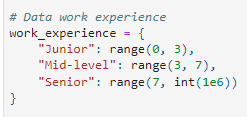 # Data work experience
work_experience = {
    "Junior": range(0, 3),
    "Mid-level": range(3, 7),
    "Senior": range(7, int(1e6))
}